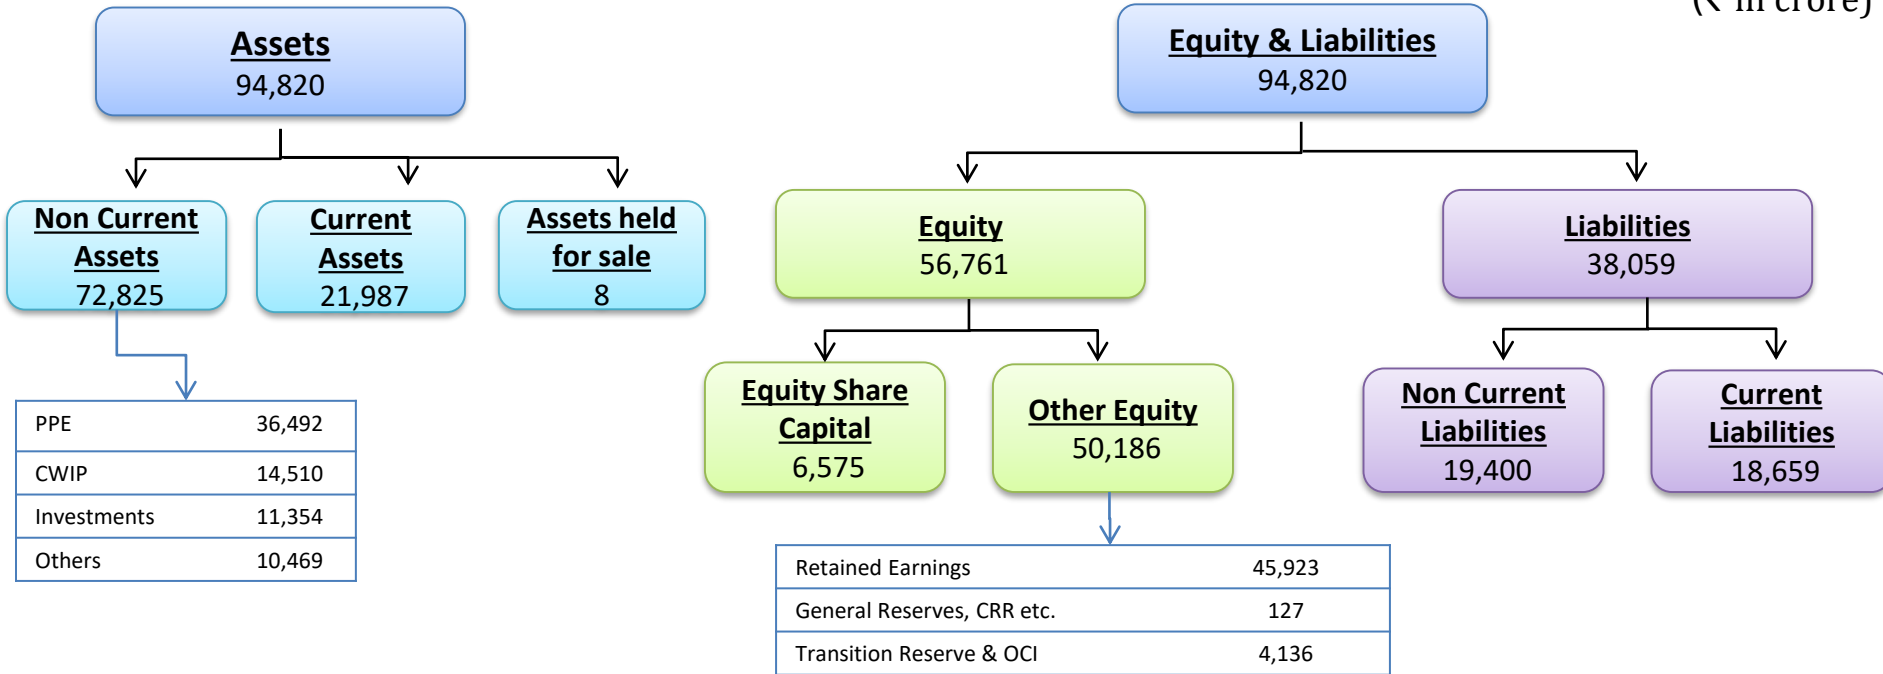 (₹ in crore)
Assets
94,820
Equity & Liabilities
94,820
Non Current
Assets
72,825
Current
Assets
21,987
Assets held
for sale
8
Equity
56,761
Liabilities
38,059
Equity Share
Capital
6,575
Other Equity
50,186
Non Current
Liabilities
19,400
Current
Liabilities
18,659
PPE 36,492
CWIP 14,510
Investments 11,354
Others 10,469
Retained Earnings 45,923
General Reserves, CRR etc. 127
Transition Reserve & OCI 4,136